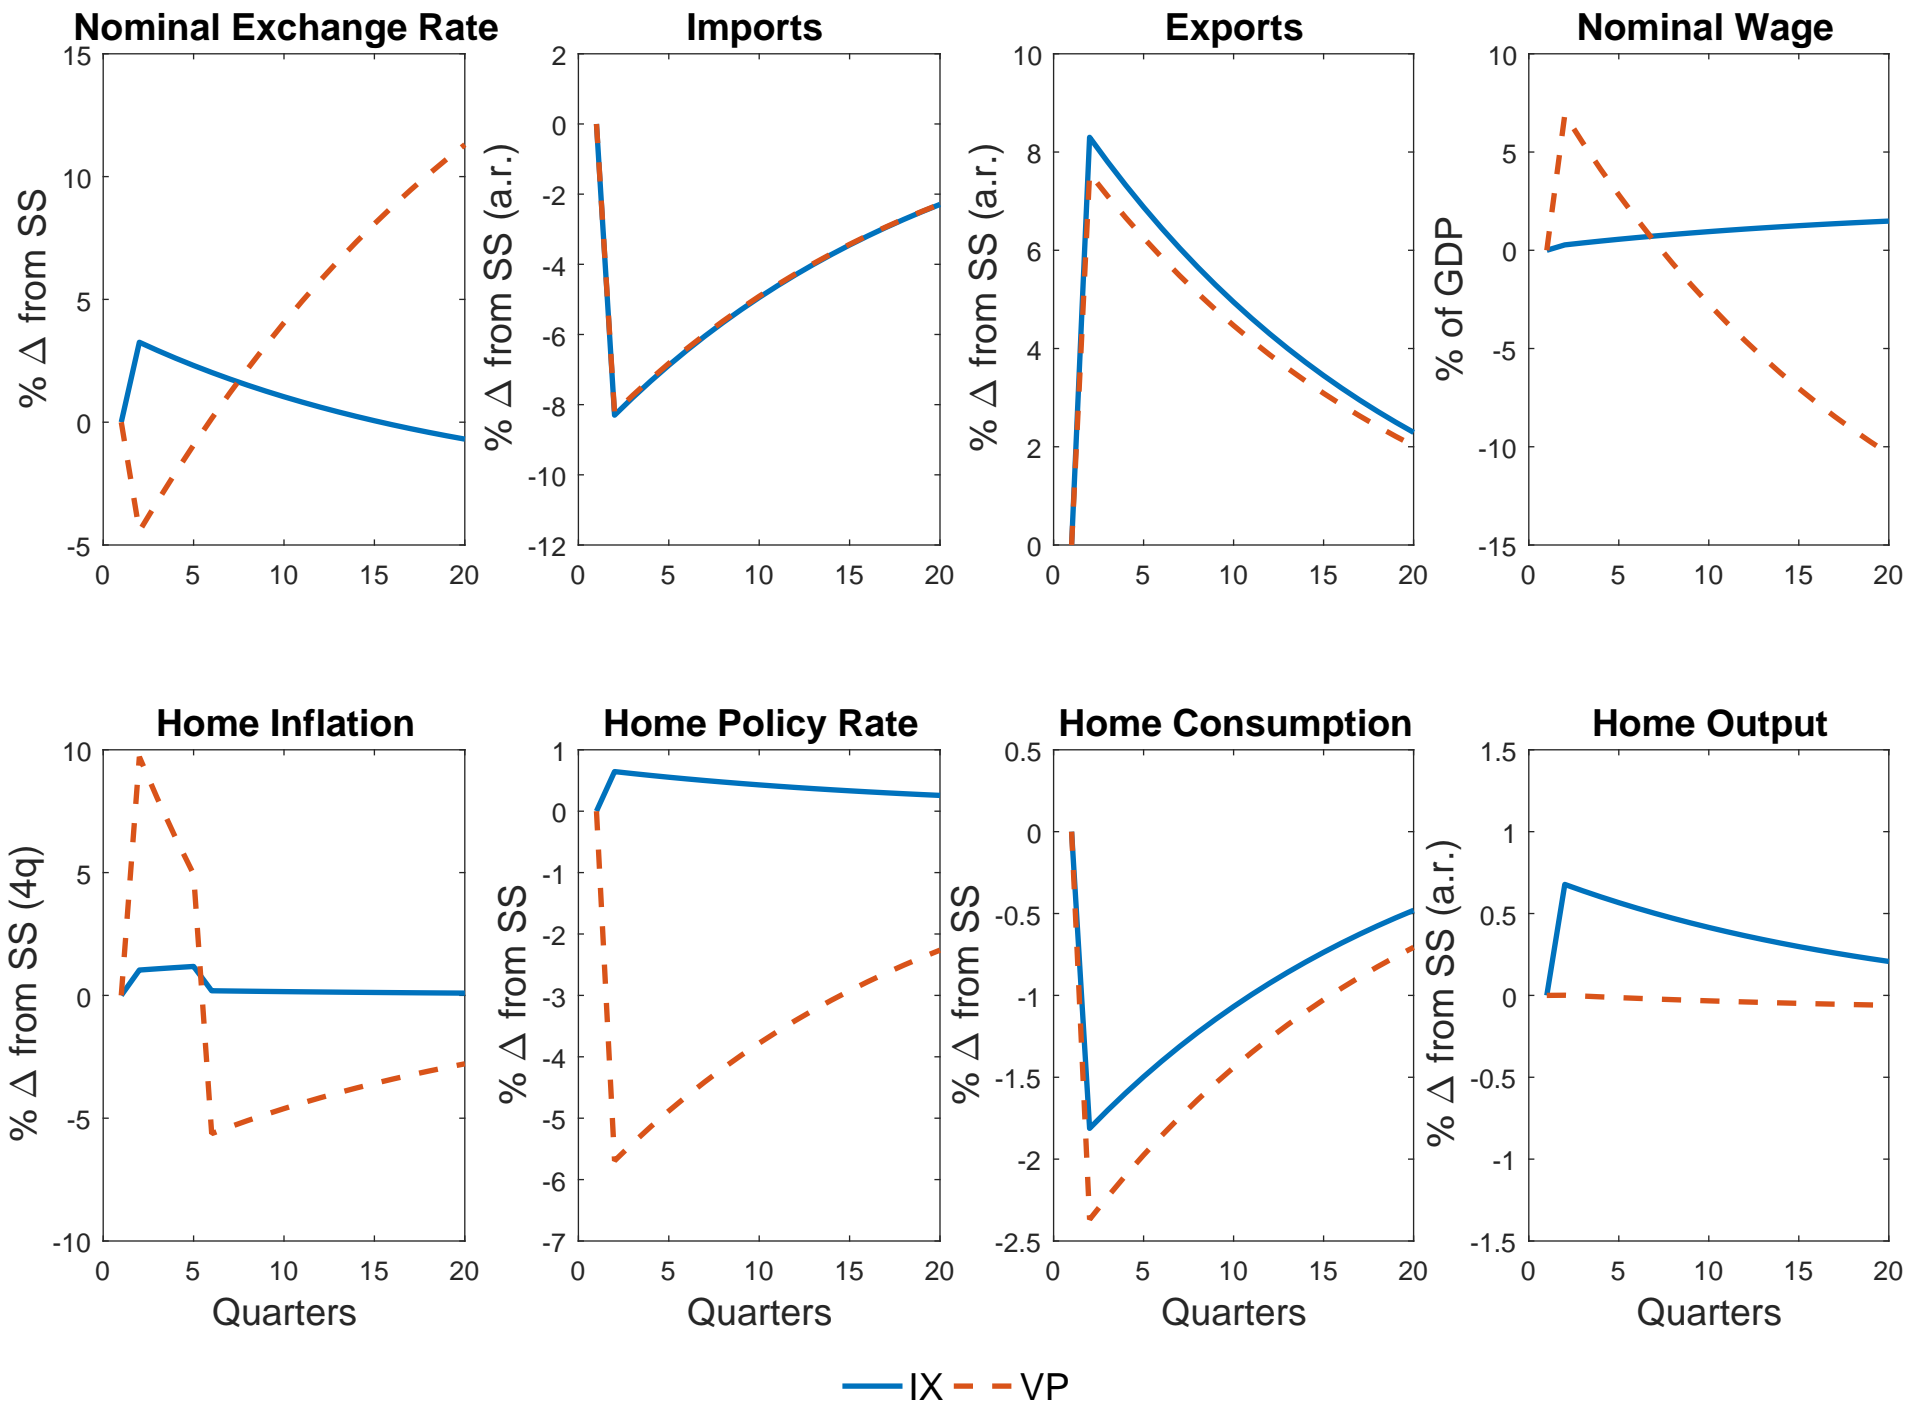 Nominal Exchange Rate
% Δ from SS
15
10
5
0
-5
0 5 10 15 20
Imports
% Δ from SS (a.r.)
2
0
-2
-4
-6
-8
-10
-12
0 5 10 15 20
Exports
% Δ from SS (a.r.)
10
8
6
4
2
0
0 5 10 15 20
Nominal Wage
% of GDP
10
5
0
-5
-10
-15
0 5 10 15 20
Home Inflation
% Δ from SS (4q)
10
5
0
-5
-10
0 5 10 15 20
Quarters
Home Policy Rate
% Δ from SS
1
0
-1
-2
-3
-4
-5
-6
-7
0 5 10 15 20
Quarters
Home Consumption
% Δ from SS
0.5
0
-0.5
-1
-1.5
-2
-2.5
0 5 10 15 20
Quarters
Home Output
% Δ from SS (a.r.)
1.5
1
0.5
0
-0.5
-1
-1.5
0 5 10 15 20
Quarters
IX VP